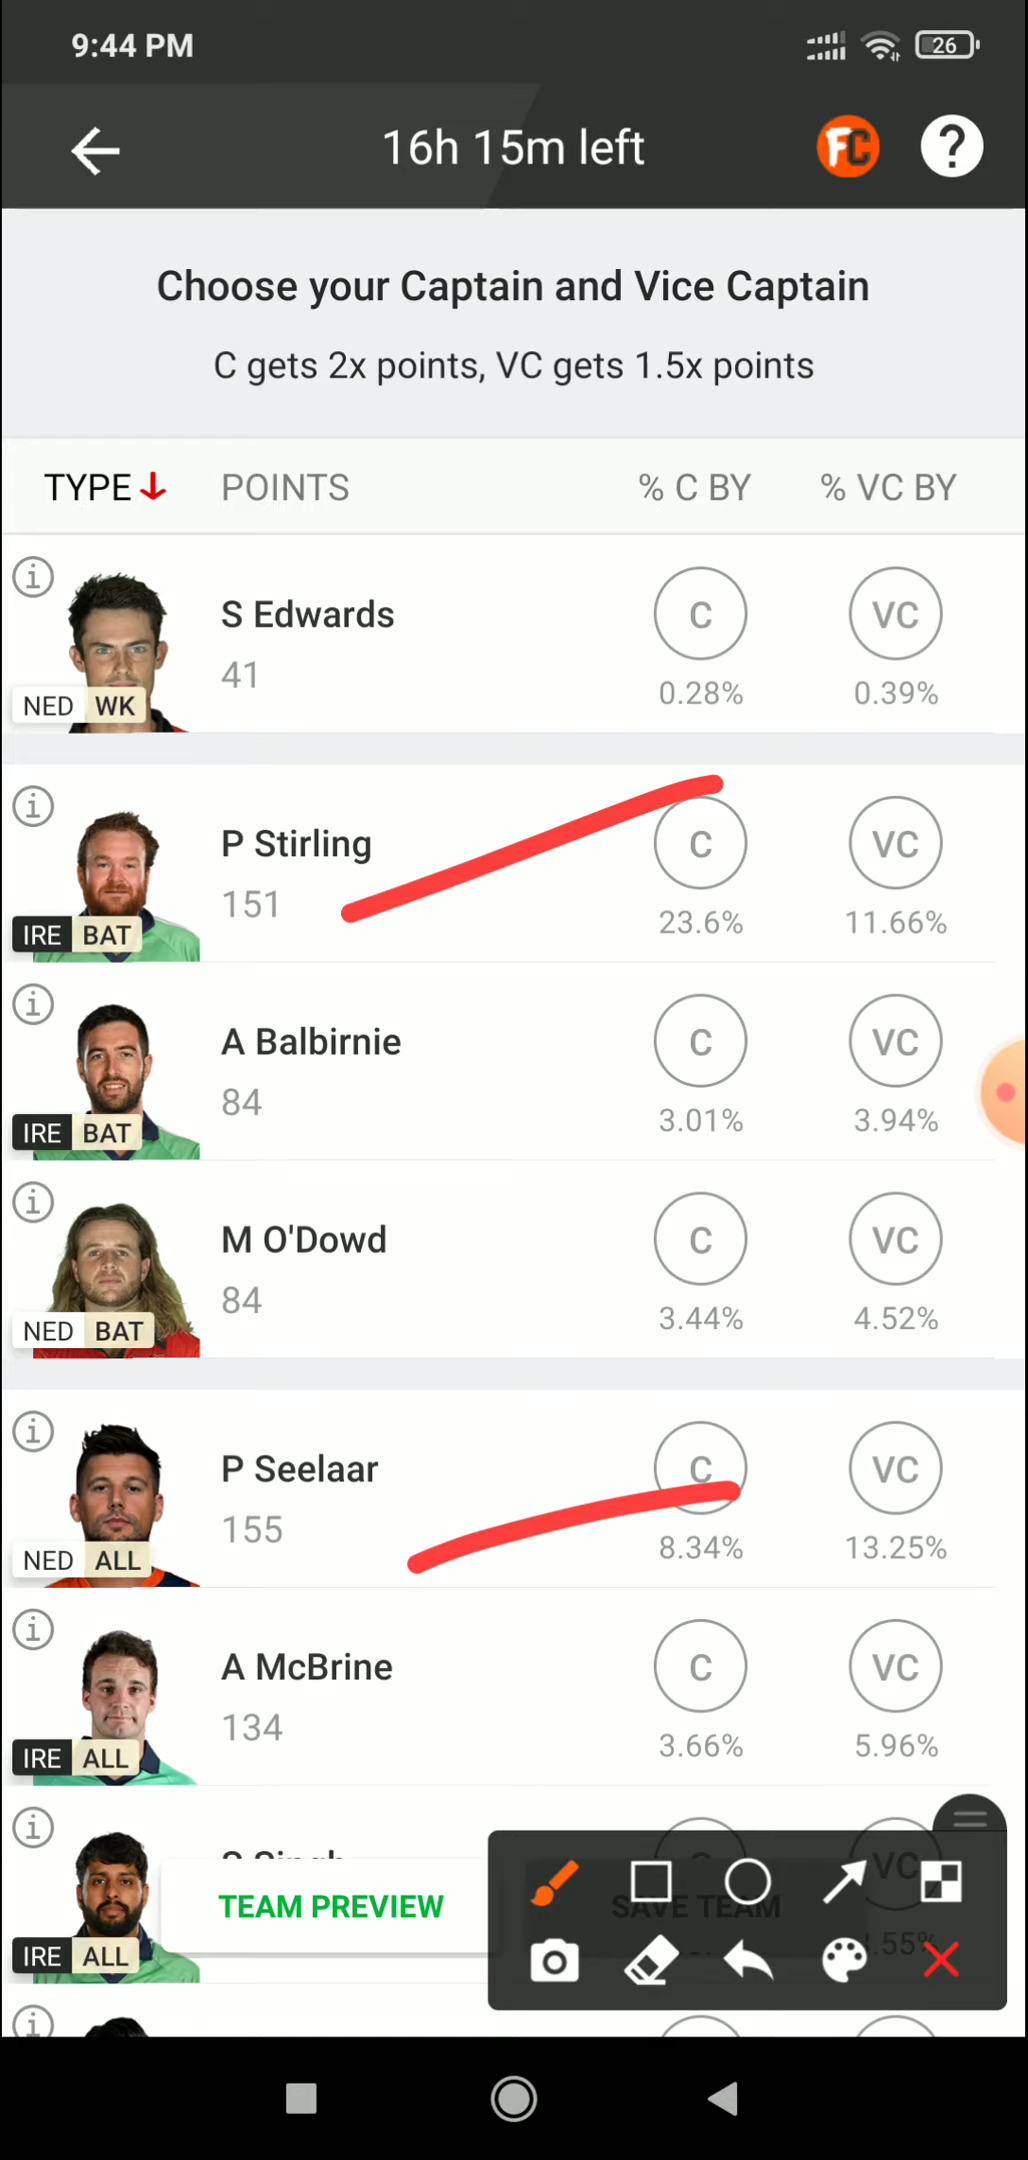 9:44 PM
26
16h 15m left
FC
?
Choose your Captain and Vice Captain
C gets 2x points, VC gets 1.5x points
TYPE POINTS % C BY % VC BY
S Edwards
C VC
41
0.28% 0.39%
NED WK
P Stirling
C VC
151
23.6% 11.66%
IRE BAT
A Balbirnie
C VC
84
3.01% 3.94%
IRE BAT
M O'Dowd
C VC
84
3.44% 4.52%
NED BAT
P Seelaar
C VC
155
8.34% 13.25%
NED ALL
A McBrine
C VC
134
3.66% 5.96%
IRE ALL
VC
TEAM PREVIEW
SAVE TEAM
.55%
IRE ALL